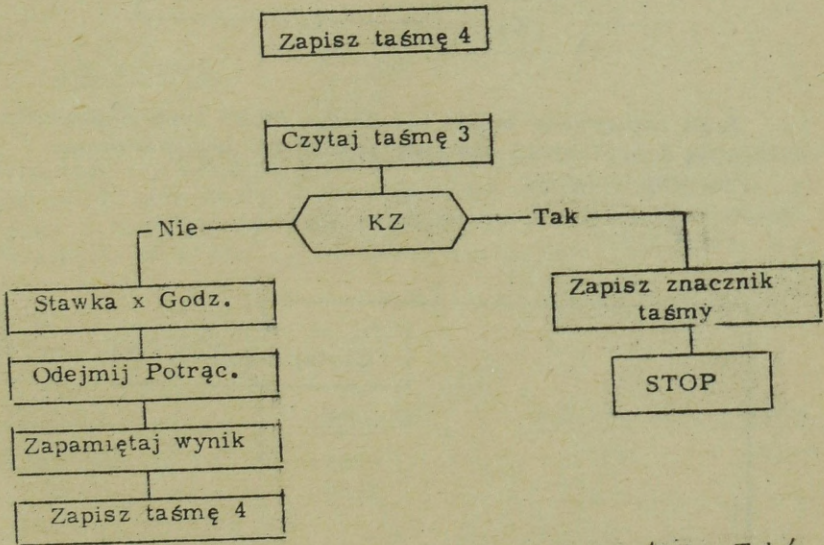 Zapisz taśmę 4
Czytaj taśmę 3
KZ
Nie
Tak
Stawka x Godz.
Zapisz znacznik
taśmy
Odejmij Potrąc.
STOP
Zapamiętaj wynik
Zapisz taśmę 4